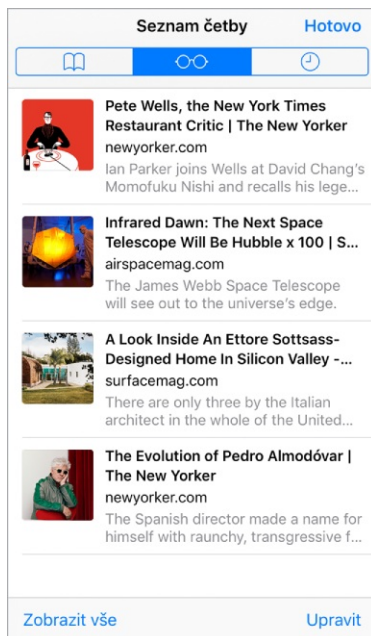 Seznam četby Hotovo
Pete Wells, the New York Times
Restaurant Critic | The New Yorker
newyorker.com
Ian Parker joins Wells at David Chang's
Momofuku Nishi and recalls his lege...
Infrared Dawn: The Next Space
Telescope Will Be Hubble x 100 | S...
airspacemag.com
The James Webb Space Telescope
will see out to the universe's edge.
A Look Inside An Ettore Sottsass-
Designed Home In Silicon Valley -...
surfacemag.com
There are only three by the Italian
architect in the whole of the United...
The Evolution of Pedro Almodóvar |
The New Yorker
newyorker.com
The Spanish director made a name for
himself with raunchy, transgressive f...
Zobrazit vše Upravit